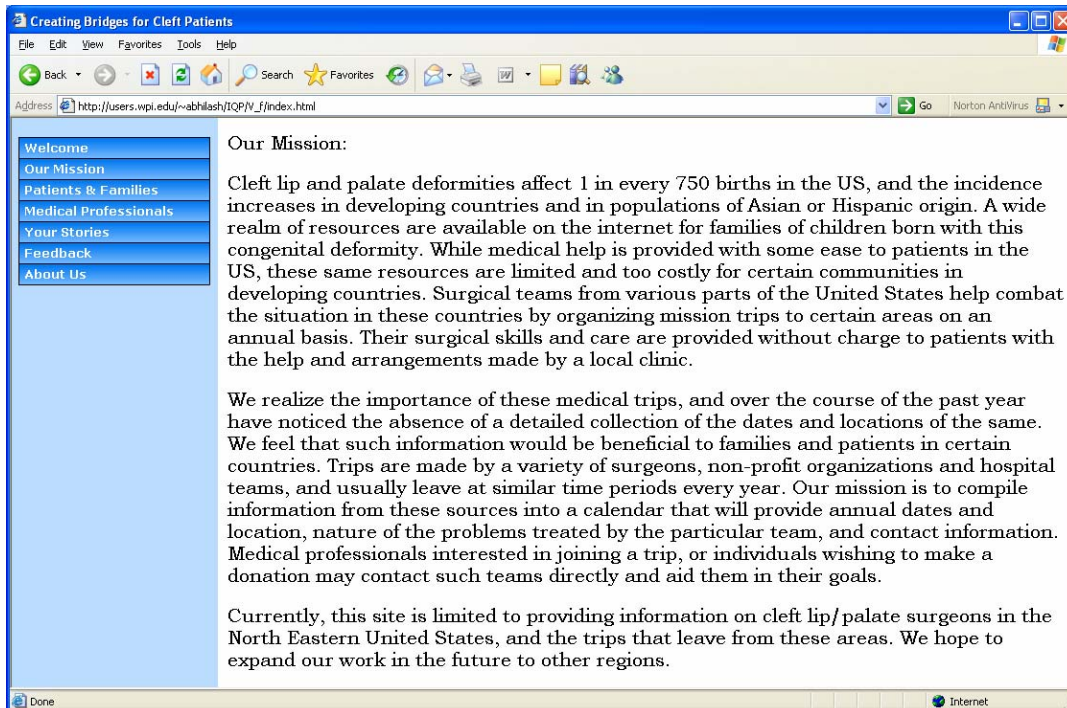 Creating Bridges for Cleft Patients
File Edit View Favorites Tools Help
Back Search Favorites
Address http://users.wpi.edu/~abhilash/IQP/V_f/index.html Go Norton AntiVirus
Welcome
Our Mission
Patients & Families
Medical Professionals
Your Stories
Feedback
About Us
Our Mission:
Cleft lip and palate deformities affect 1 in every 750 births in the US, and the incidence
increases in developing countries and in populations of Asian or Hispanic origin. A wide
realm of resources are available on the internet for families of children born with this
congenital deformity. While medical help is provided with some ease to patients in the
US, these same resources are limited and too costly for certain communities in
developing countries. Surgical teams from various parts of the United States help combat
the situation in these countries by organizing mission trips to certain areas on an
annual basis. Their surgical skills and care are provided without charge to patients with
the help and arrangements made by a local clinic.
We realize the importance of these medical trips, and over the course of the past year
have noticed the absence of a detailed collection of the dates and locations of the same.
We feel that such information would be beneficial to families and patients in certain
countries. Trips are made by a variety of surgeons, non-profit organizations and hospital
teams, and usually leave at similar time periods every year. Our mission is to compile
information from these sources into a calendar that will provide annual dates and
location, nature of the problems treated by the particular team, and contact information.
Medical professionals interested in joining a trip, or individuals wishing to make a
donation may contact such teams directly and aid them in their goals.
Currently, this site is limited to providing information on cleft lip/palate surgeons in the
North Eastern United States, and the trips that leave from these areas. We hope to
expand our work in the future to other regions.
Done Internet